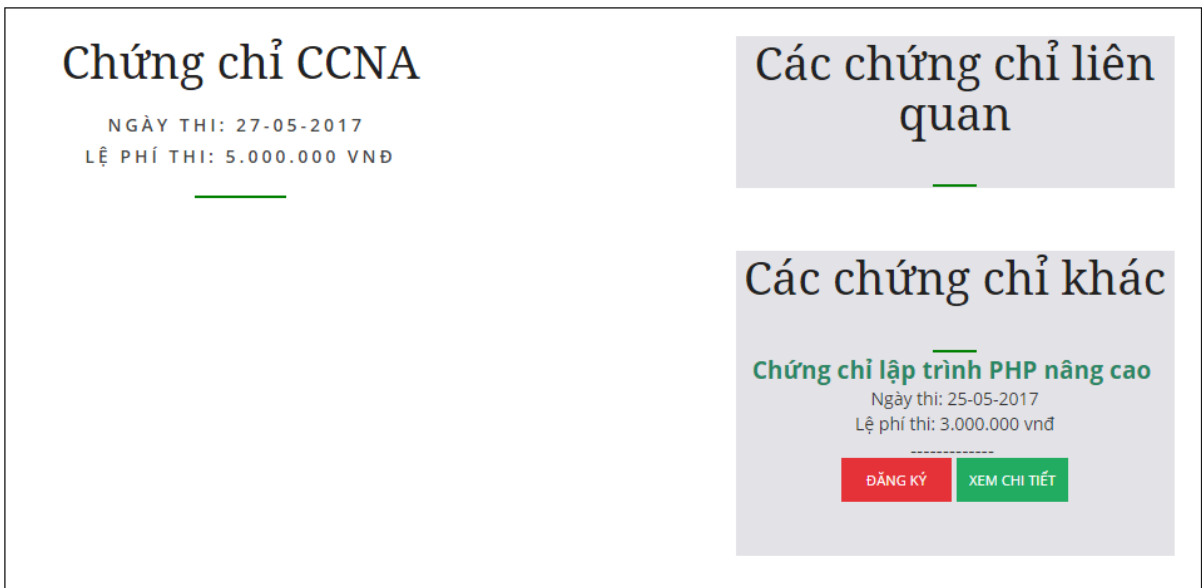 Chứng chỉ CCNA
NGÀY THI: 27-05-2017
LỆ PHÍ THI: 5.000.000 VNĐ
Các chứng chỉ liên
quan
Các chứng chỉ khác
Chứng chỉ lập trình PHP nâng cao
Ngày thi: 25-05-2017
Lệ phí thi: 3.000.000 vnđ
-------------
ĐĂNG KÝ XEM CHI TIẾT